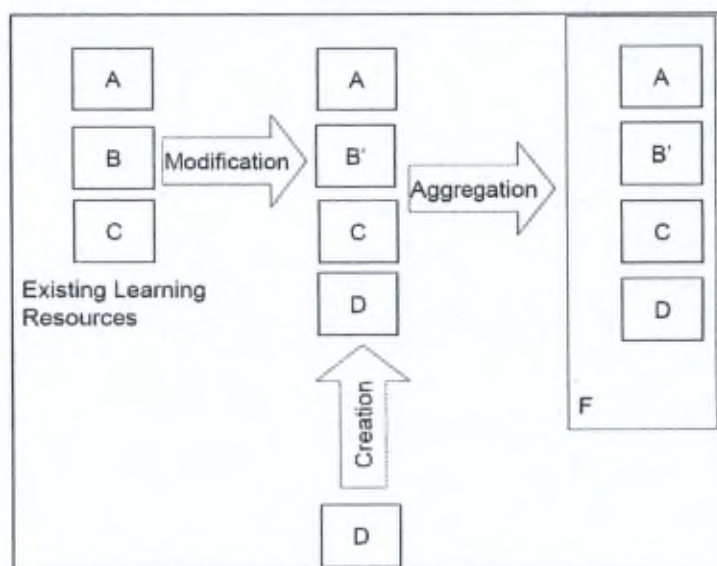 A
B
C
Existing Learning
Resources
Modification
A
B'
C
D
Creation
D
Aggregation
A
B'
C
D
F